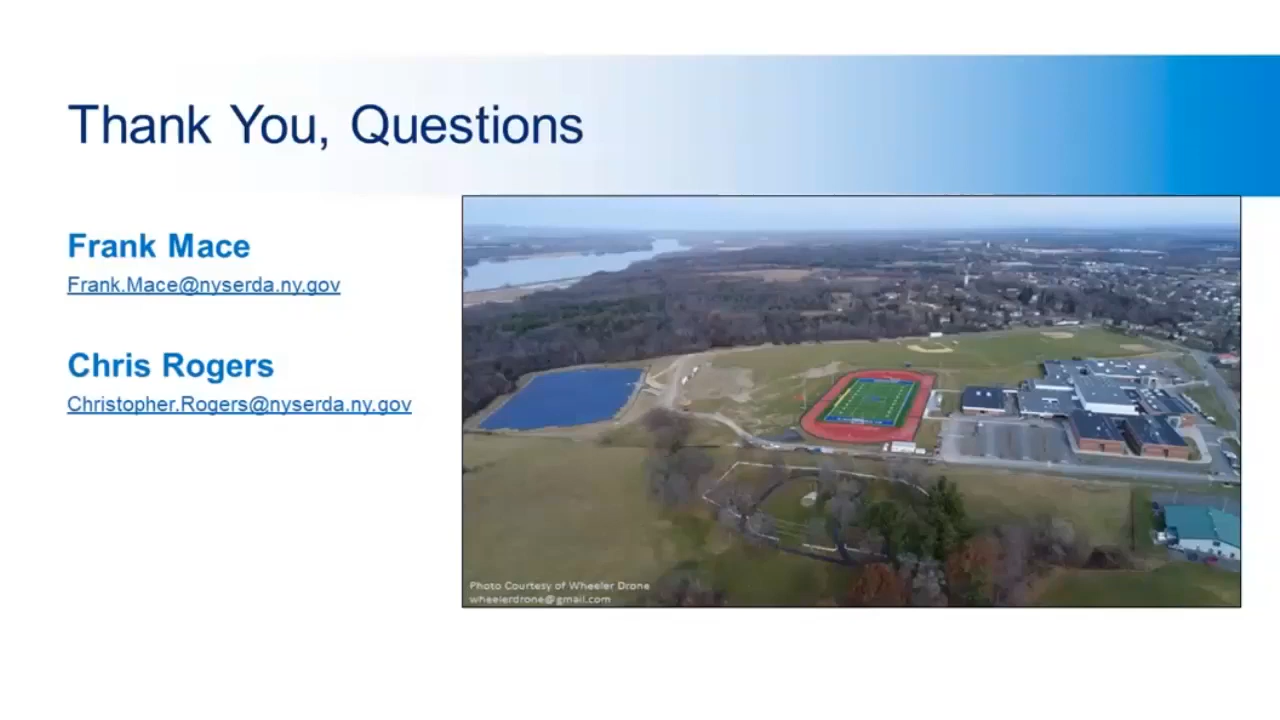 Thank You, Questions
Frank Mace
Frank.Mace@nyserda.ny.gov
Chris Rogers
Christopher.Rogers@nyserda.ny.gov
Photo Courtesy of Wheeler Drone
wheelerdrone@gmail.com